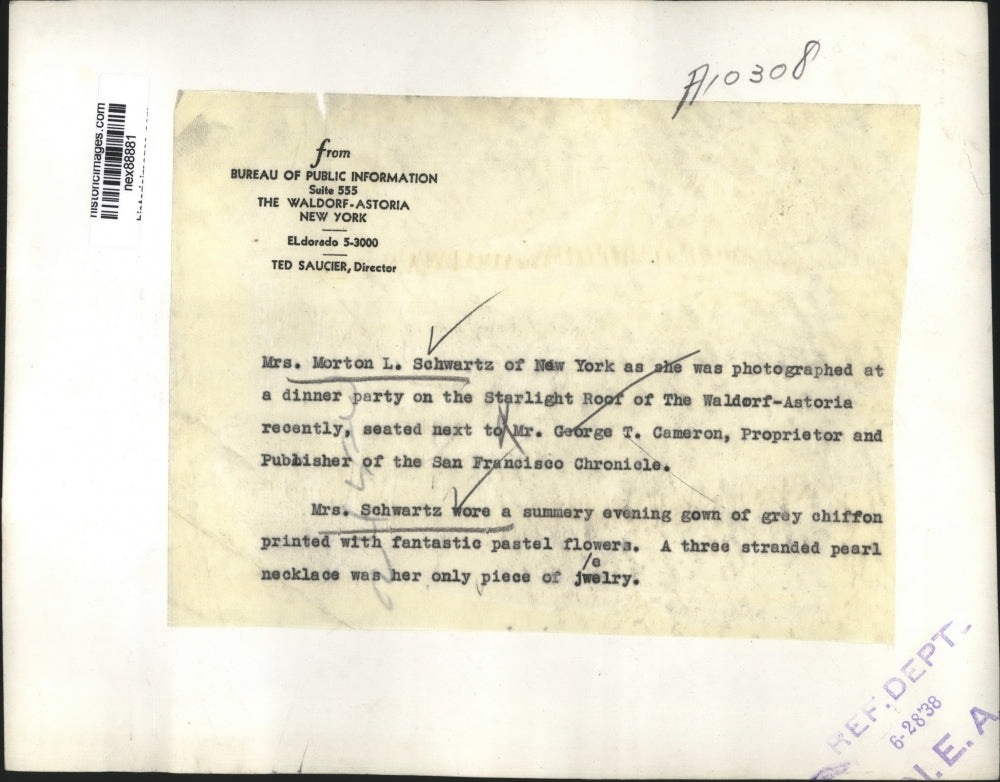 A10308
historicimages.com
nex88881
from
BUREAU OF PUBLIC INFORMATION
Suite 555
THE WALDORF-ASTORIA
NEW YORK
ELdorado 5-3000
TED SAUCIER, Director
Mrs. Morton L. Schwartz of New York as she was photographed at
a dinner party on the Starlight Roof of The Waldorf-Astoria
recently, seated next to Mr. George T. Cameron, Proprietor and
Publisher of the San Francisco Chronicle.
Mrs. Schwartz wore a summery evening gown of grey chiffon
printed with fantastic pastel flowers. A three stranded pearl
necklace was her only piece of jwelry.
e
REF. DEPT.
6-28'38
E. A